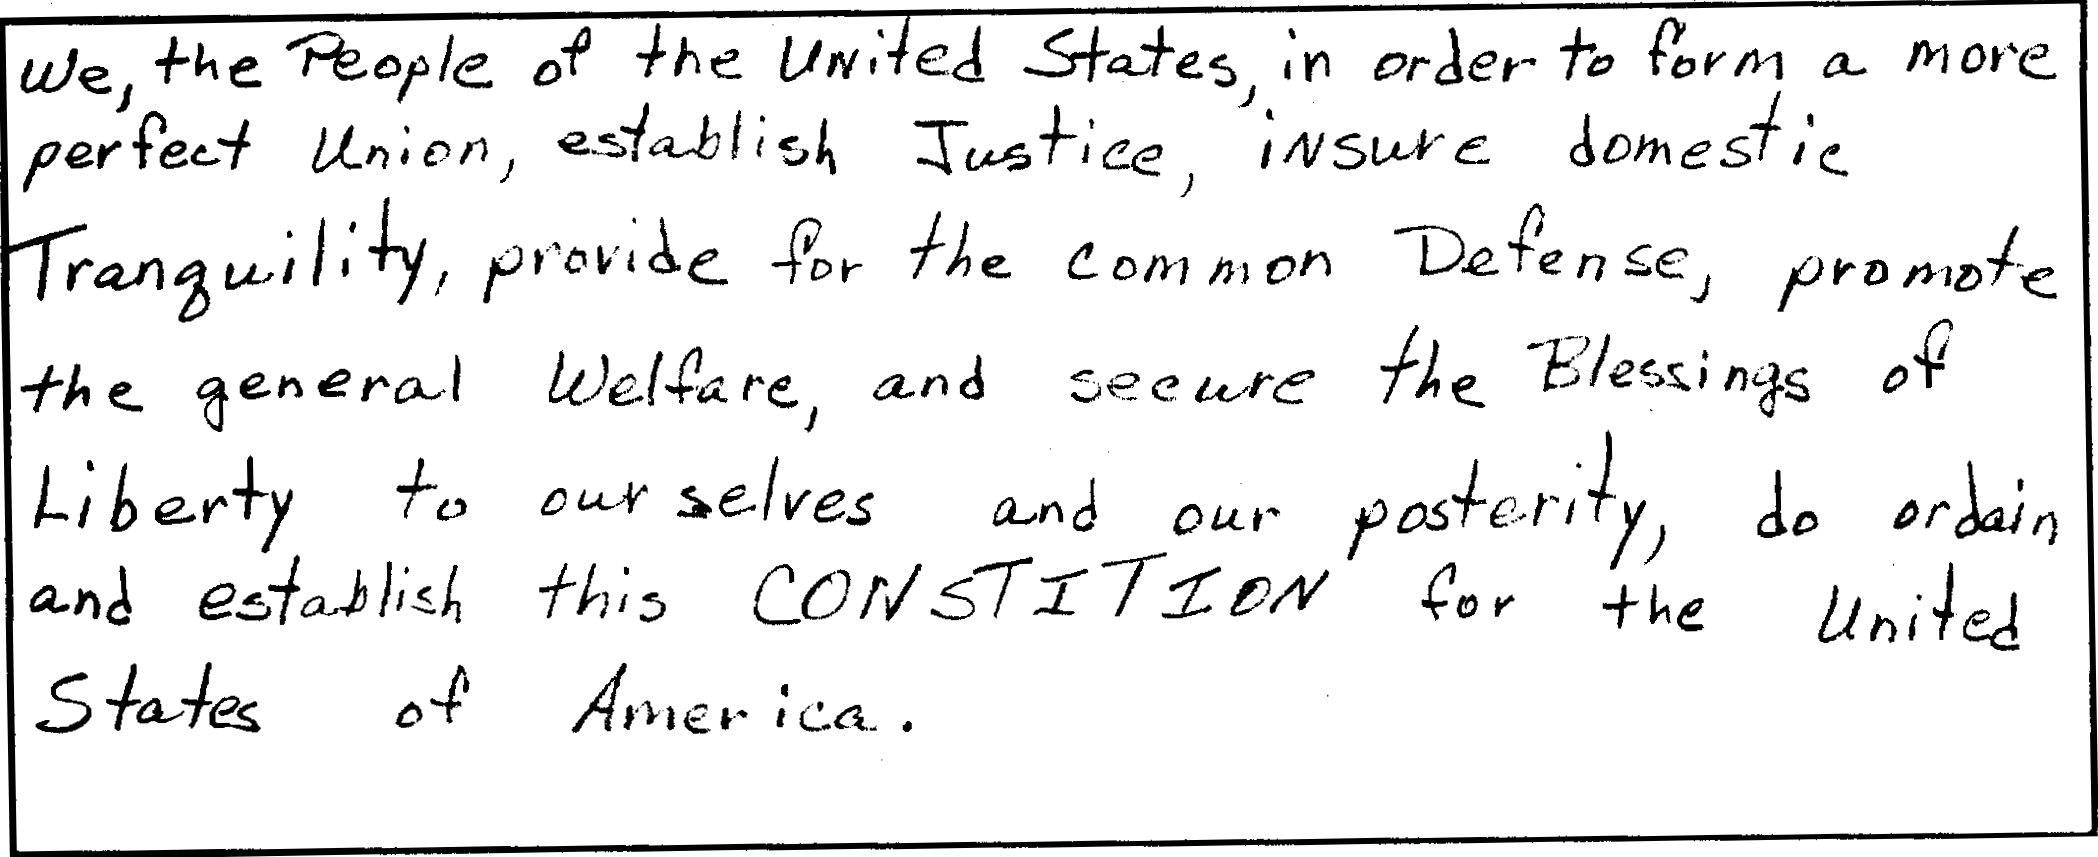 We, the People of the United States, in order to form a more
perfect Union, establish Justice, insure domestic
Tranquility, provide for the common Defense, promote
the general Welfare, and secure the Blessings of
Liberty to ourselves and our posterity, do ordain
and establish this CONSTITION for the United
States of America.